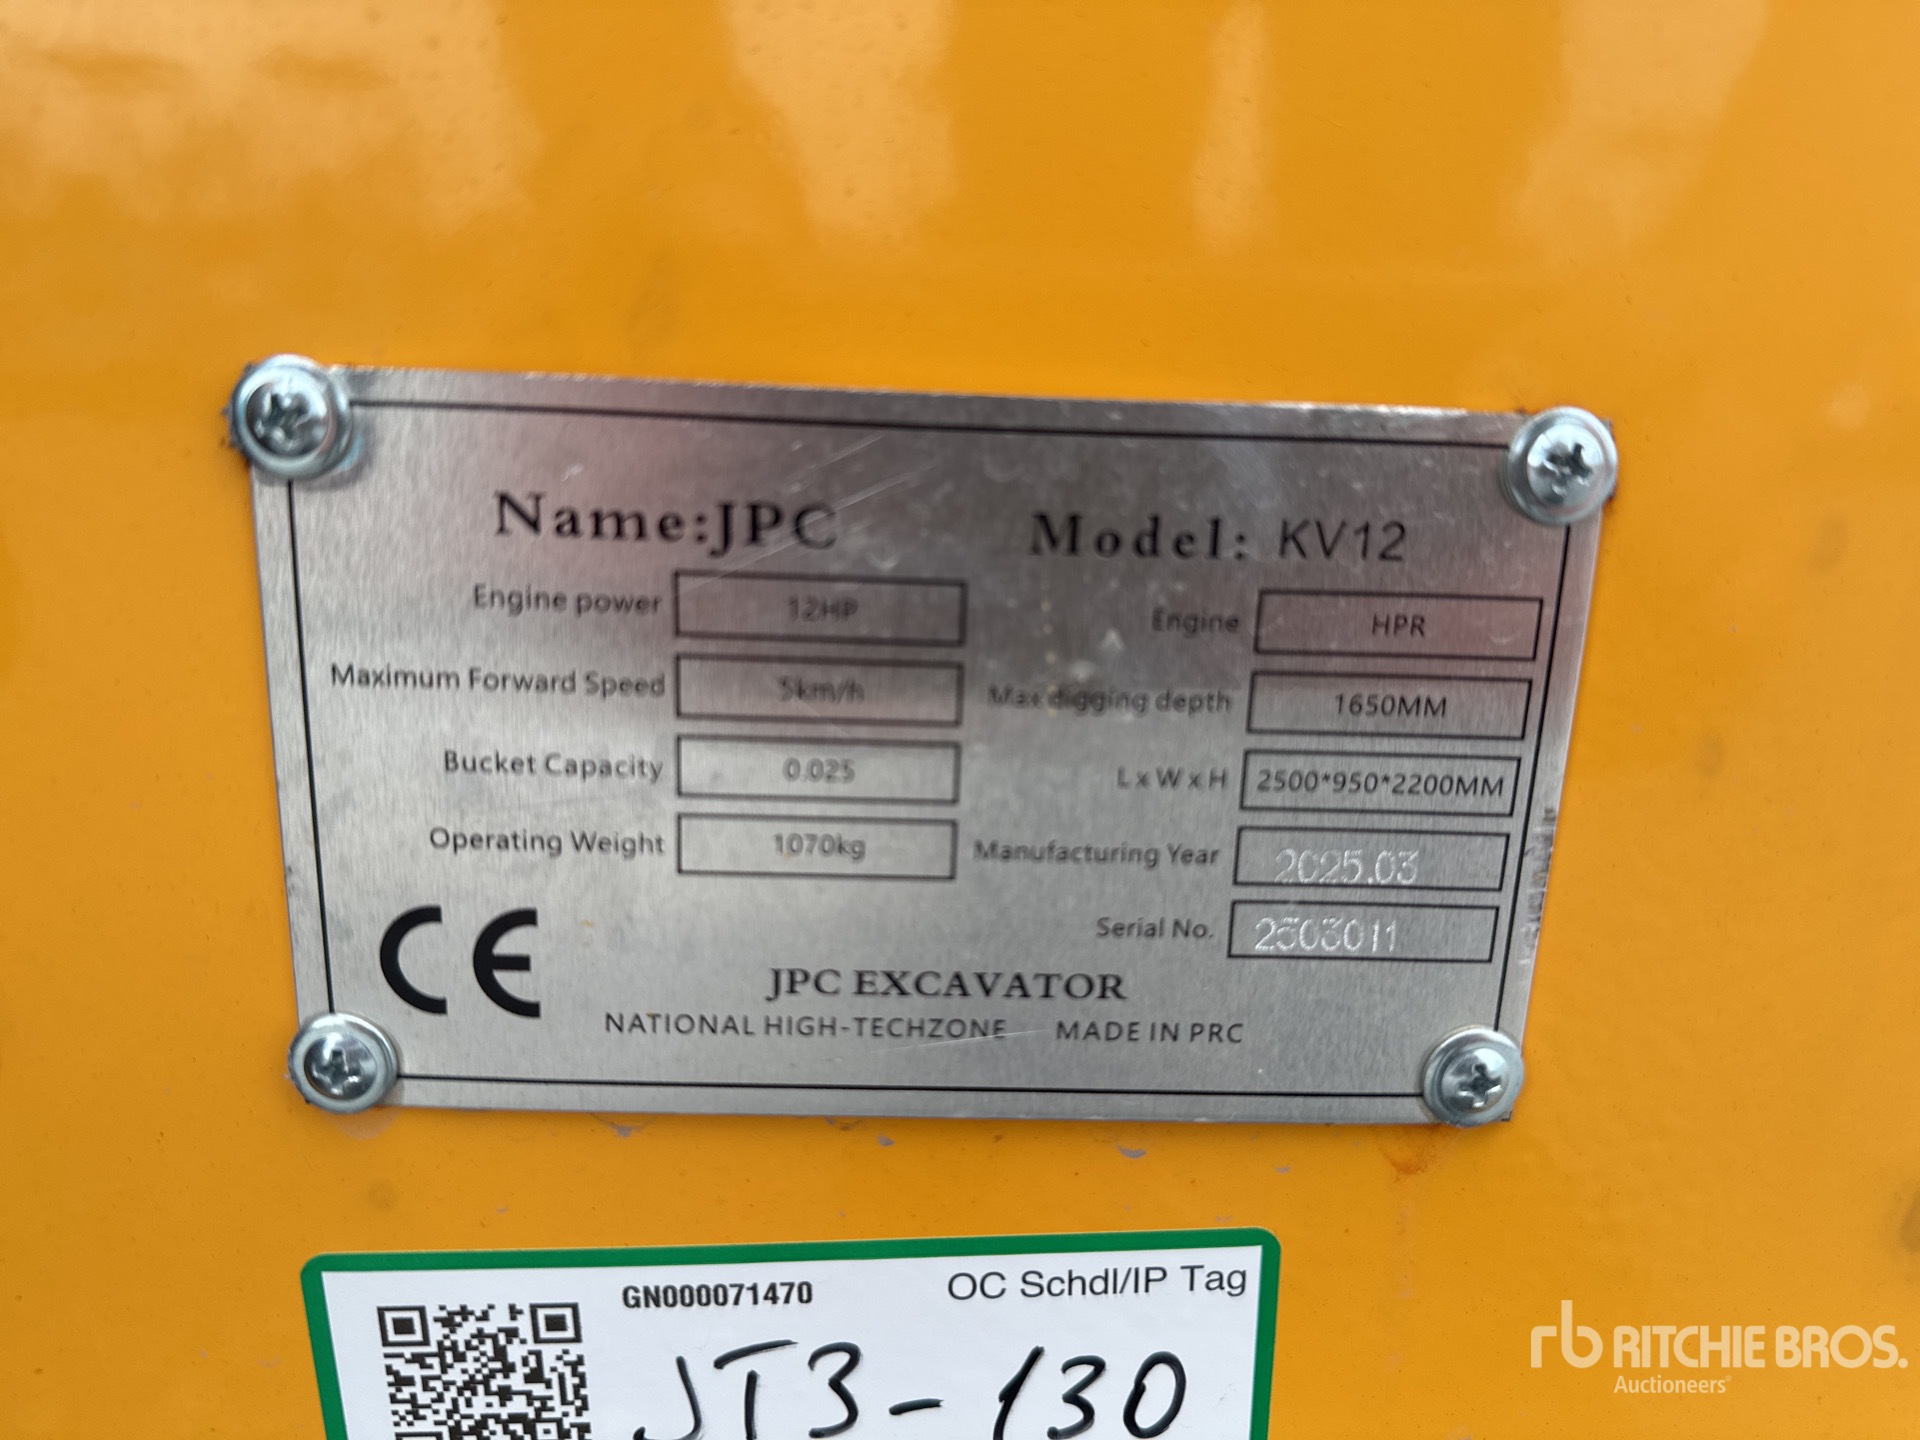 Name:JPC Model: KV12
Engine power 12HP Engine HPR
Maximum Forward Speed 5km/h Max digging depth 1650MM
Bucket Capacity 0.025 L x W x H 2500*950*2200MM
Operating Weight 1070kg Manufacturing Year 2025.03
Serial No. 2503011
CE
JPC EXCAVATOR
NATIONAL HIGH-TECHZONE MADE IN PRC
GN000071470 OC Schdl/IP Tag
JT3-130
rb RITCHIE BROS.
Auctioneers